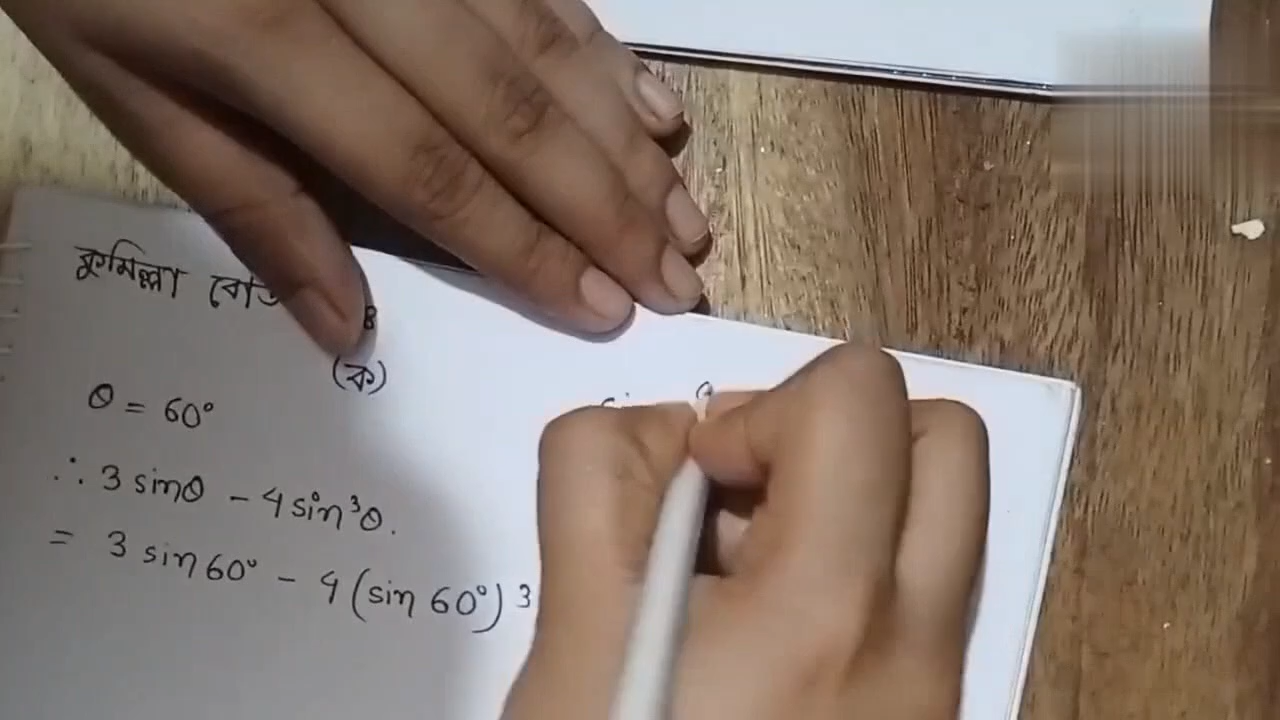 কুমিল্লা
(ক)
θ = 60°
∴ 3 sinθ - 4 sin³θ.
= 3 sin 60° - 4 (sin 60°)³